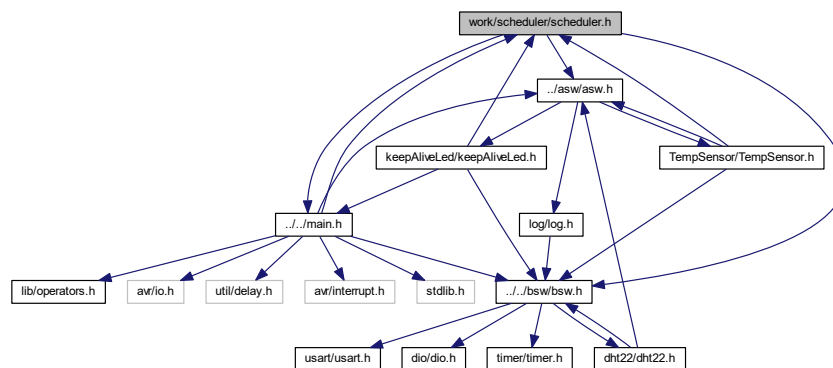 work/scheduler/scheduler.h
../asw/asw.h
keepAliveLed/keepAliveLed.h
TempSensor/TempSensor.h
../../main.h
log/log.h
lib/operators.h
avr/io.h
util/delay.h
avr/interrupt.h
stdlib.h
../../bsw/bsw.h
usart/usart.h
dio/dio.h
timer/timer.h
dht22/dht22.h